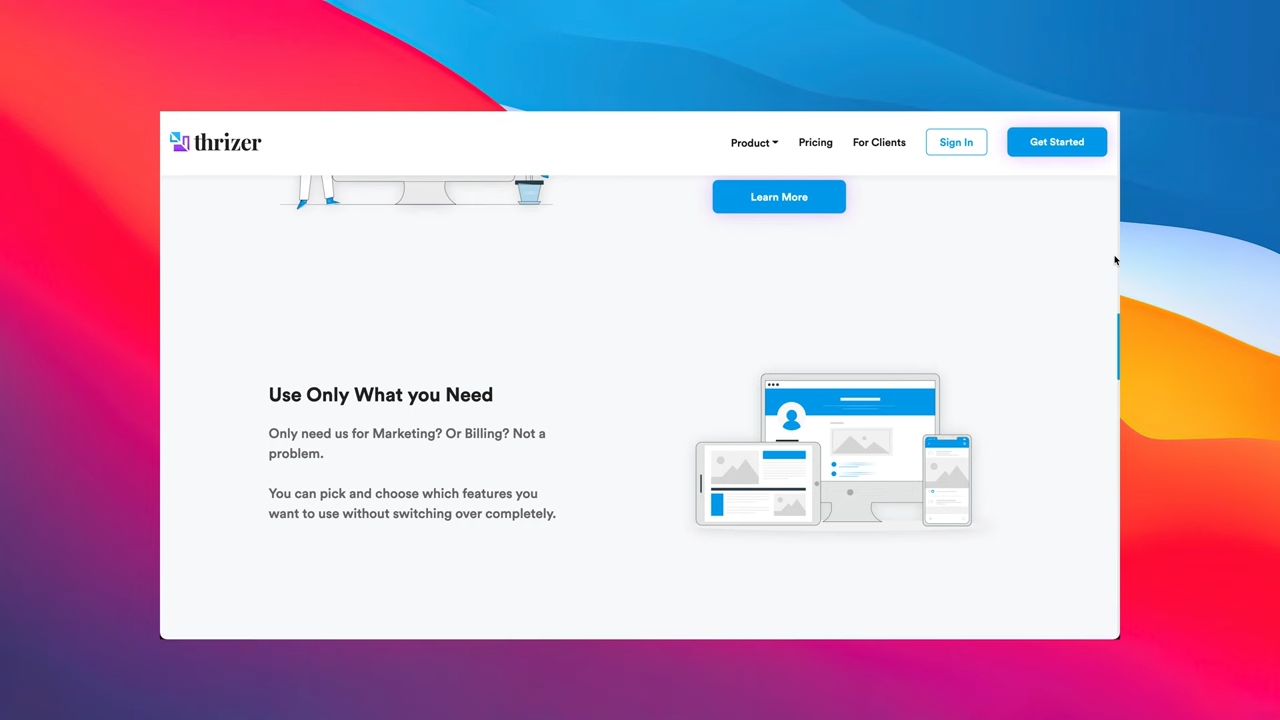 thrizer
Product
Pricing
For Clients
Sign In
Get Started
Learn More
Use Only What you Need
Only need us for Marketing? Or Billing? Not a
problem.
You can pick and choose which features you
want to use without switching over completely.